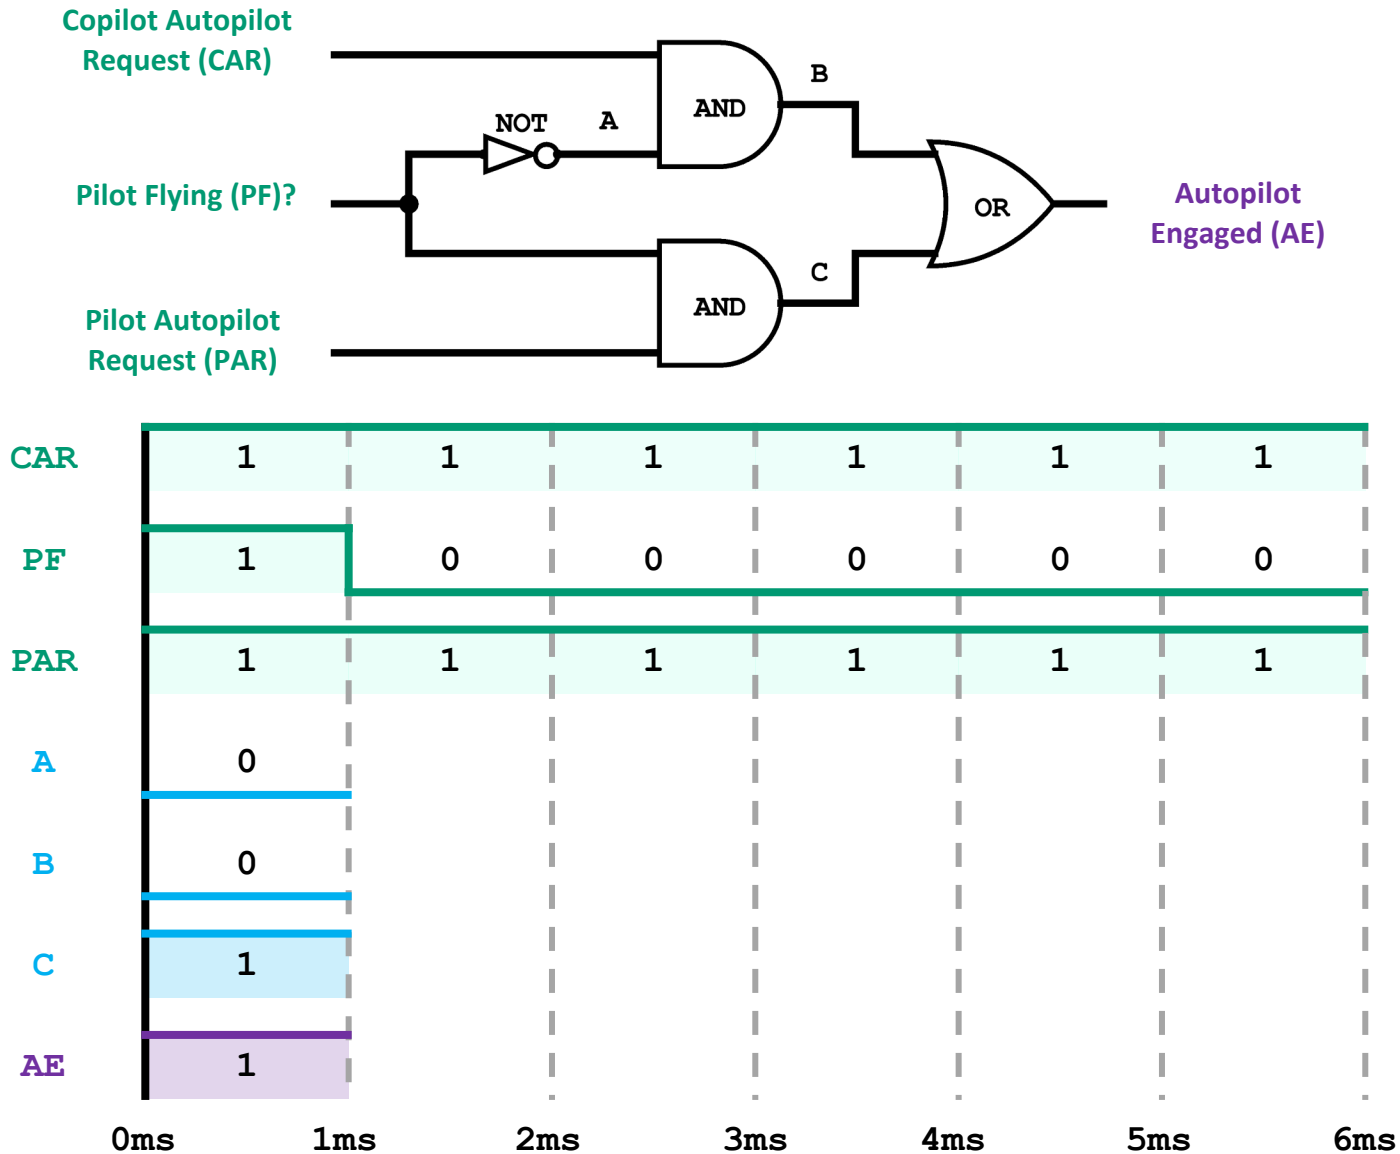 Copilot Autopilot
Request (CAR)
B
NOT
A
AND
Pilot Flying (PF)?
OR
Autopilot
Engaged (AE)
C
AND
Pilot Autopilot
Request (PAR)
CAR 1 1 1 1 1 1
PF 1 0 0 0 0 0
PAR 1 1 1 1 1 1
A 0
B 0
C 1
AE 1
0ms 1ms 2ms 3ms 4ms 5ms 6ms